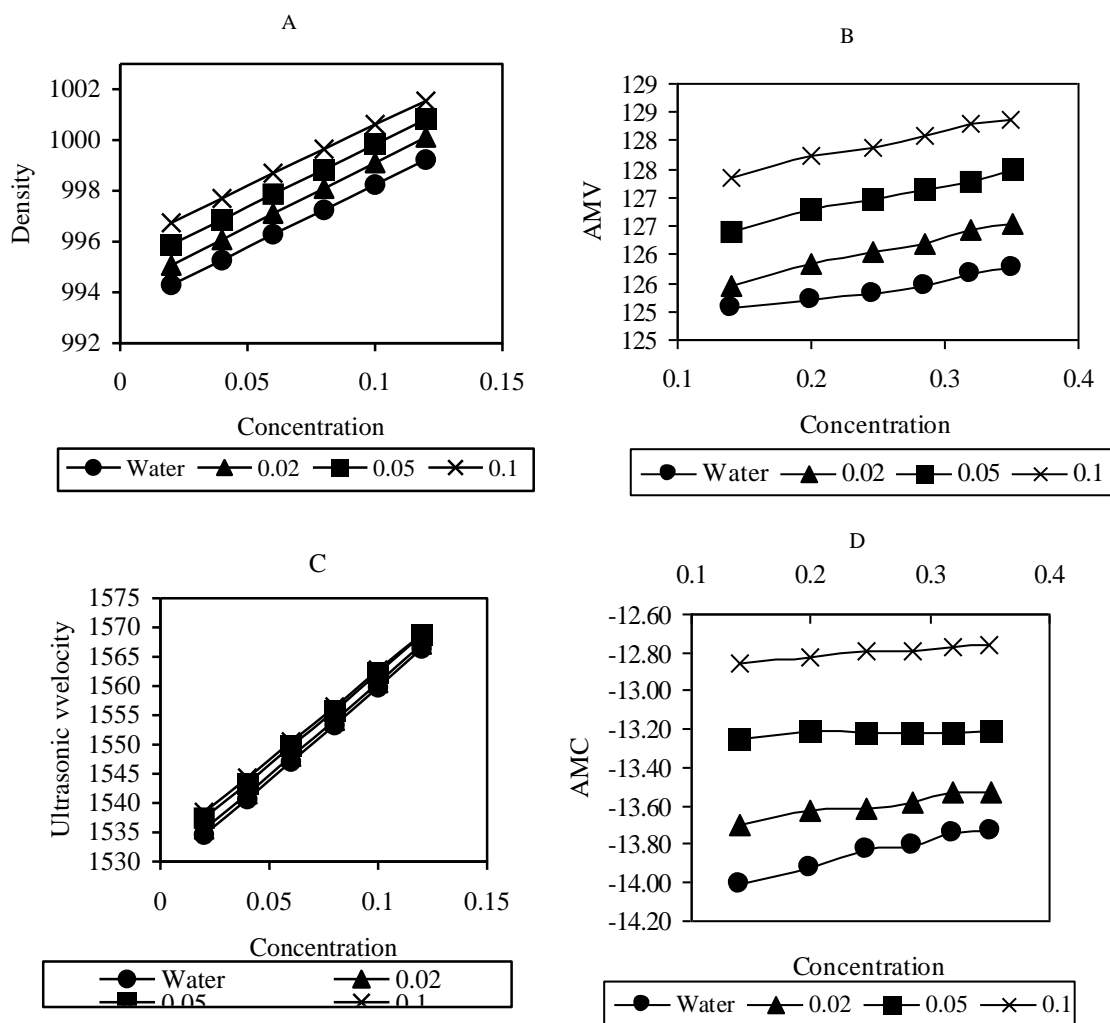 A
Density
1002
1000
998
996
994
992
0 0.05 0.1 0.15
Concentration
Water 0.02 0.05 0.1
B
AMV
129
129
128
128
127
127
126
126
125
125
0.1 0.2 0.3 0.4
Concentration
Water 0.02 0.05 0.1
C
Ultrasonic vvelocity
1575
1570
1565
1560
1555
1550
1545
1540
1535
1530
0 0.05 0.1 0.15
Concentration
Water 0.02
0.05 0.1
D
0.1 0.2 0.3 0.4
AMC
-12.60
-12.80
-13.00
-13.20
-13.40
-13.60
-13.80
-14.00
-14.20
Concentration
Water 0.02 0.05 0.1